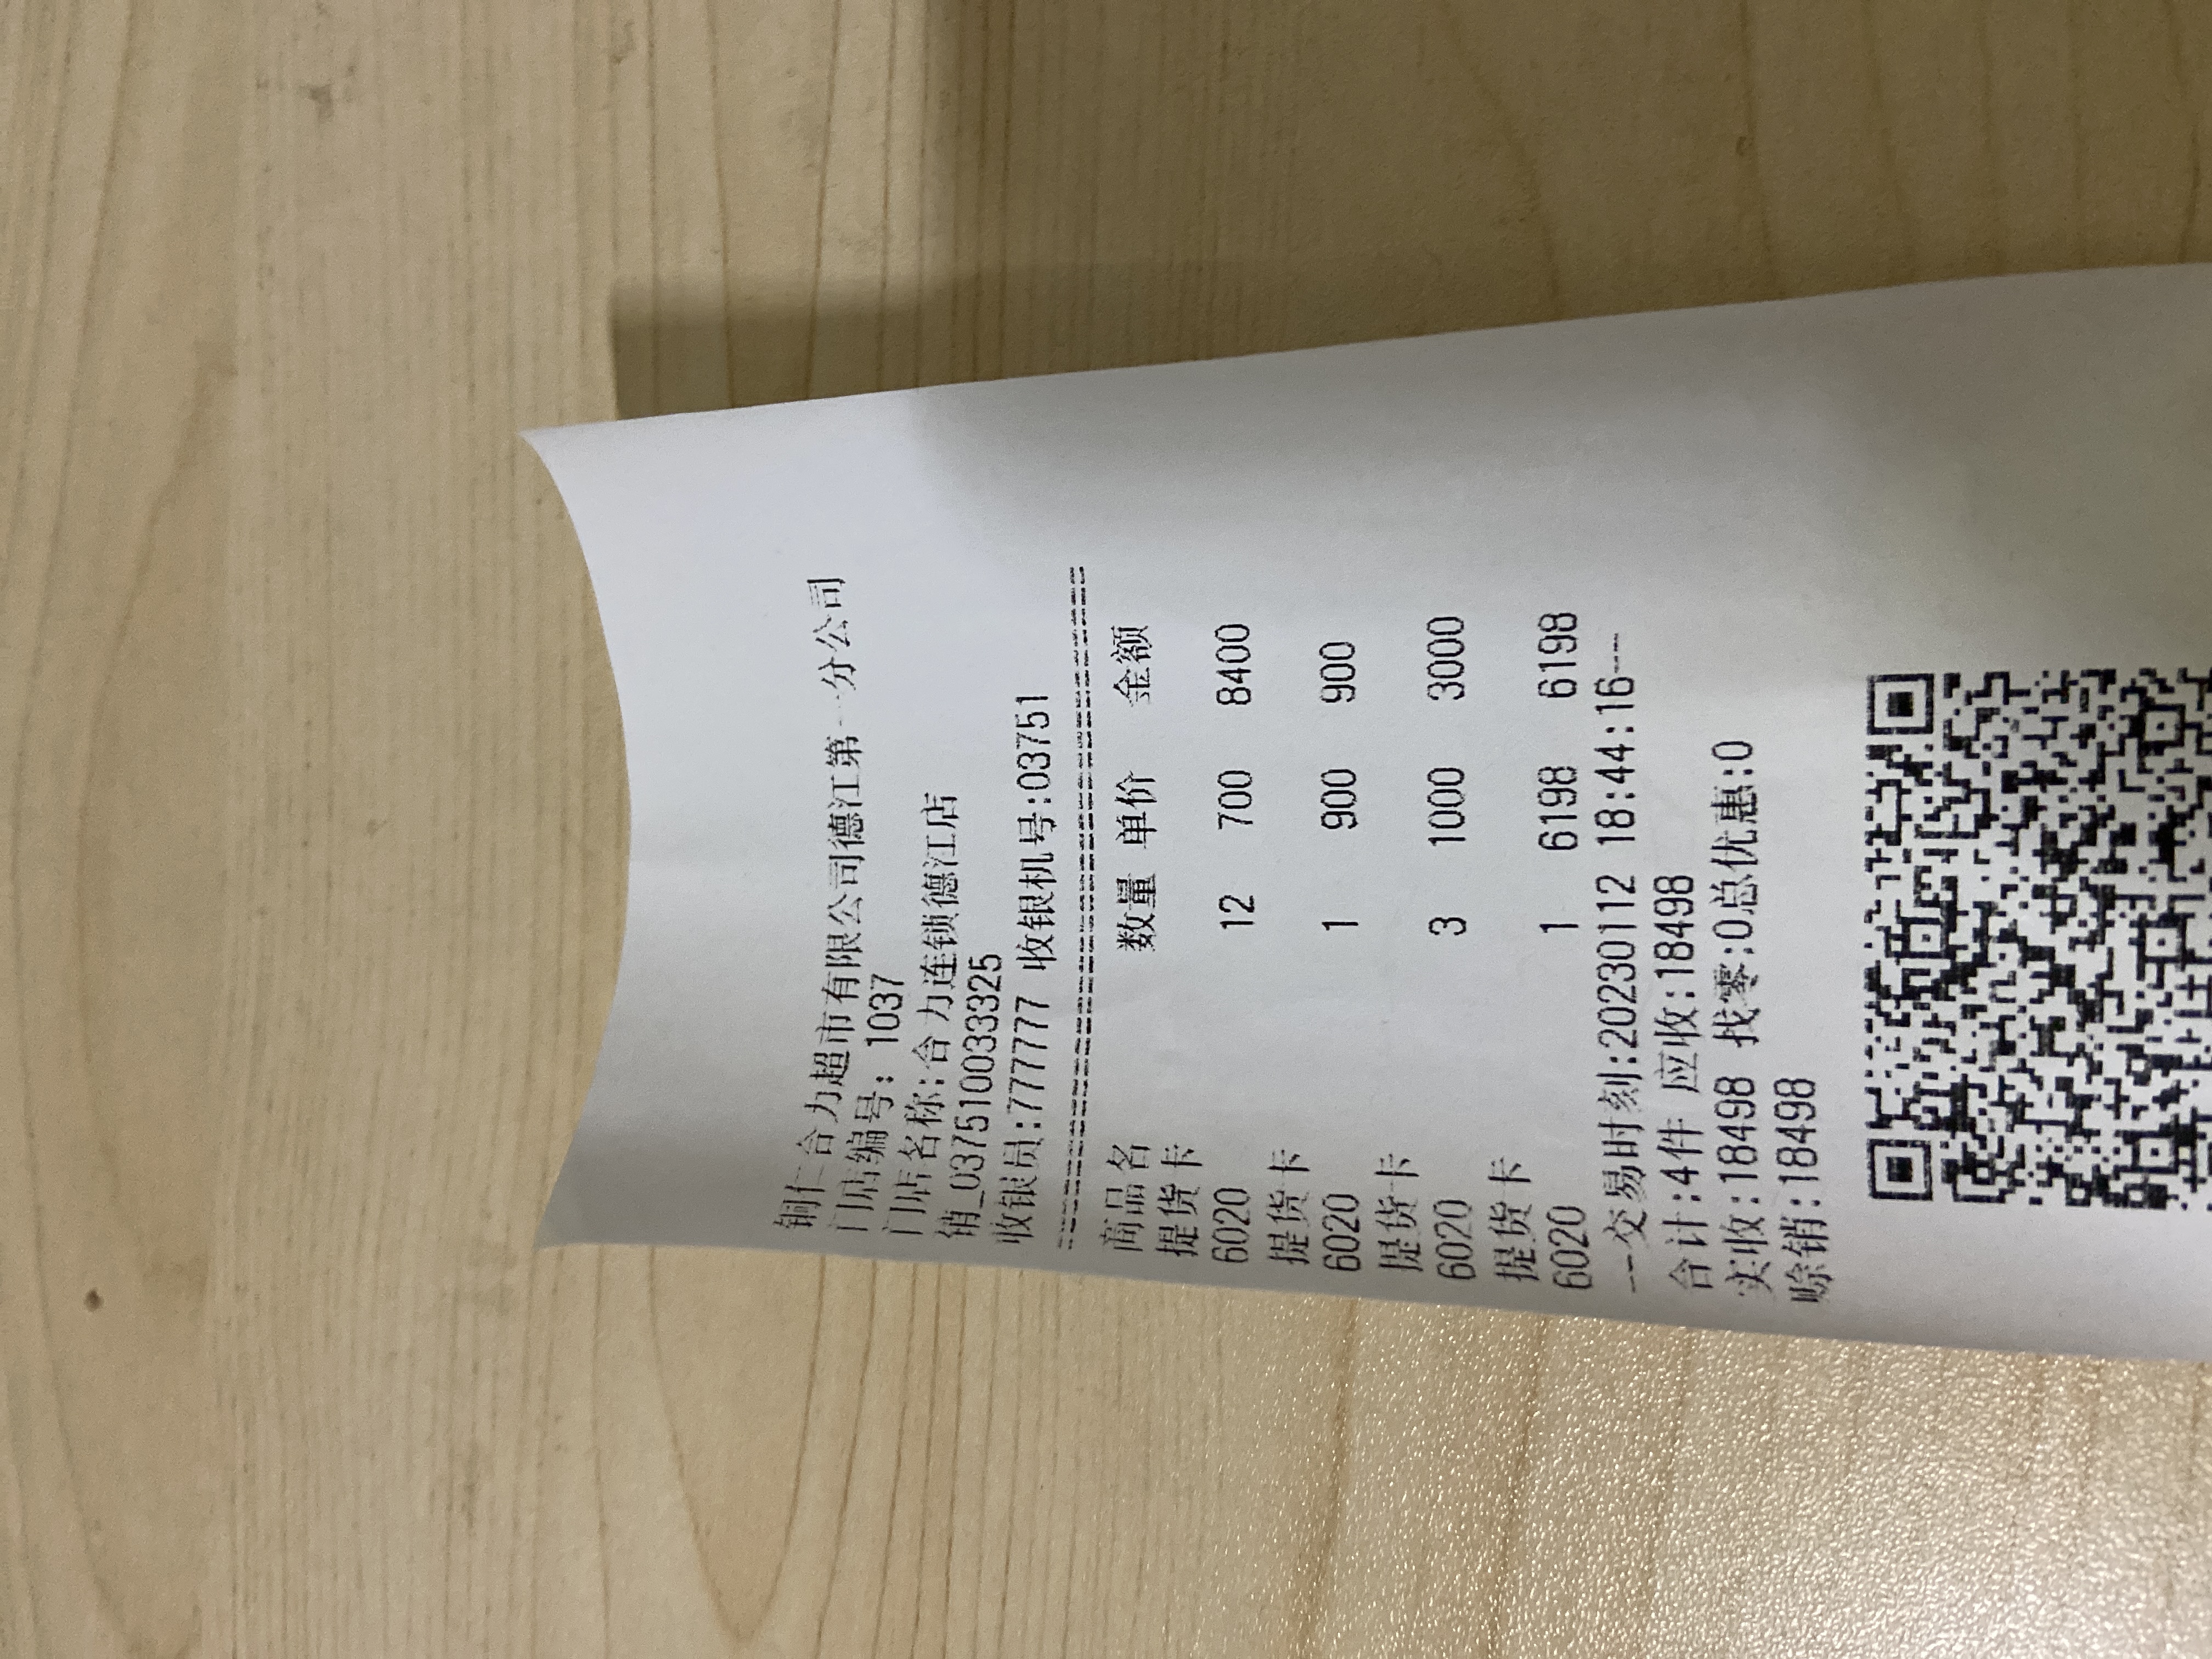 铜仁合力超市有限公司德江第一分公司
门店编号: 1037
门店名称:合力连锁德江店
销_0375100333325
收银员:777777 收银机号:03751
商品名 数量 单价 金额
提货卡
6020 12 700 8400
提货卡
6020 1 900 900
提货卡
6020 3 1000 3000
提货卡
6020 1 6198 6198
--交易时刻:20230112 18:44:16--
合计:4件 应收:18498
实收:18498 找零:0总优惠:0
赊销:18498